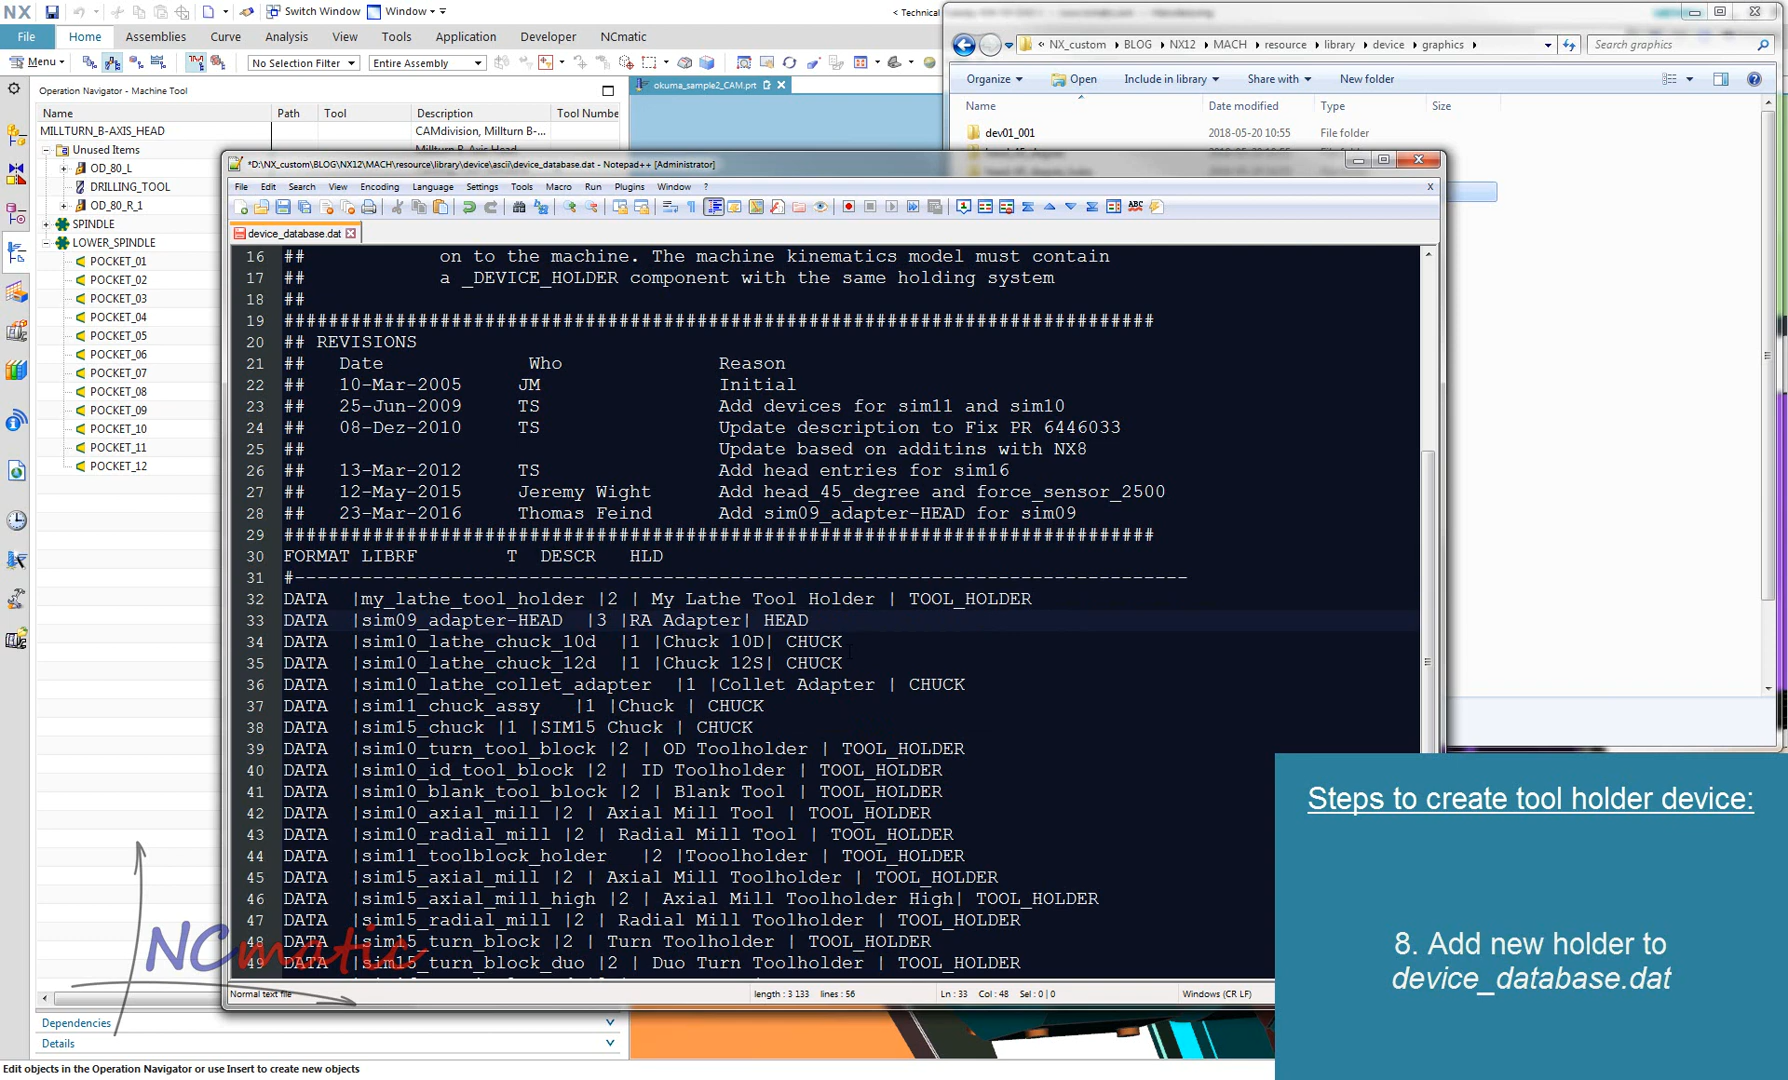 NX
Switch Window
Window
< Technical
File
Home
Assemblies
Curve
Analysis
View
Tools
Application
Developer
NCmatic
Menu
No Selection Filter
Entire Assembly
Operation Navigator - Machine Tool
Name
Path
Tool
Description
Tool Numbe
MILLTURN_B-AXIS_HEAD
CAMdivision, Millturn B-...
Unused Items
Millturn B-Axis Head
OD_80_L
DRILLING_TOOL
OD_80_R_1
SPINDLE
LOWER_SPINDLE
POCKET_01
POCKET_02
POCKET_03
POCKET_04
POCKET_05
POCKET_06
POCKET_07
POCKET_08
POCKET_09
POCKET_10
POCKET_11
POCKET_12
Dependencies
Details
Edit objects in the Operation Navigator or use Insert to create new objects
okuma_sample2_CAM.prt
« NX_custom
BLOG
NX12
MACH
resource
library
device
graphics
Search graphics
Organize
Open
Include in library
Share with
New folder
Name
Date modified
Type
Size
dev01_001
2018-05-20 10:55
File folder
*D:\NX_custom\BLOG\NX12\MACH\resource\library\device\ascii\device_database.dat - Notepad++ [Administrator]
File Edit Search View Encoding Language Settings Tools Macro Run Plugins Window ?
X
device_database.dat
16 ## on to the machine. The machine kinematics model must contain
17 ## a _DEVICE_HOLDER component with the same holding system
18 ##
19 ##############################################################################
20 ## REVISIONS
21 ## Date Who Reason
22 ## 10-Mar-2005 JM Initial
23 ## 25-Jun-2009 TS Add devices for sim11 and sim10
24 ## 08-Dez-2010 TS Update description to Fix PR 6446033
25 ## Update based on additins with NX8
26 ## 13-Mar-2012 TS Add head entries for sim16
27 ## 12-May-2015 Jeremy Wight Add head_45_degree and force_sensor_2500
28 ## 23-Mar-2016 Thomas Feind Add sim09_adapter-HEAD for sim09
29 ##############################################################################
30 FORMAT LIBRF T DESCR HLD
31 #--------------------------------------------------------------------------------
32 DATA |my_lathe_tool_holder |2 | My Lathe Tool Holder | TOOL_HOLDER
33 DATA |sim09_adapter-HEAD |3 |RA Adapter| HEAD
34 DATA |sim10_lathe_chuck_10d |1 |Chuck 10D| CHUCK
35 DATA |sim10_lathe_chuck_12d |1 |Chuck 12S| CHUCK
36 DATA |sim10_lathe_collet_adapter |1 |Collet Adapter | CHUCK
37 DATA |sim11_chuck_assy |1 |Chuck | CHUCK
38 DATA |sim15_chuck |1 |SIM15 Chuck | CHUCK
39 DATA |sim10_turn_tool_block |2 | OD Toolholder | TOOL_HOLDER
40 DATA |sim10_id_tool_block |2 | ID Toolholder | TOOL_HOLDER
41 DATA |sim10_blank_tool_block |2 | Blank Tool | TOOL_HOLDER
42 DATA |sim10_axial_mill |2 | Axial Mill Tool | TOOL_HOLDER
43 DATA |sim10_radial_mill |2 | Radial Mill Tool | TOOL_HOLDER
44 DATA |sim11_toolblock_holder |2 |Tooolholder | TOOL_HOLDER
45 DATA |sim15_axial_mill |2 | Axial Mill Toolholder | TOOL_HOLDER
46 DATA |sim15_axial_mill_high |2 | Axial Mill Toolholder High| TOOL_HOLDER
47 DATA |sim15_radial_mill |2 | Radial Mill Toolholder | TOOL_HOLDER
48 DATA |sim15_turn_block |2 | Turn Toolholder | TOOL_HOLDER
49 DATA |sim15_turn_block_duo |2 | Duo Turn Toolholder | TOOL_HOLDER
Normal text file
length : 3 133 lines : 56
Ln : 33 Col : 48 Sel : 0 | 0
Windows (CR LF)
NCmatic
Steps to create tool holder device:
8. Add new holder to
device_database.dat